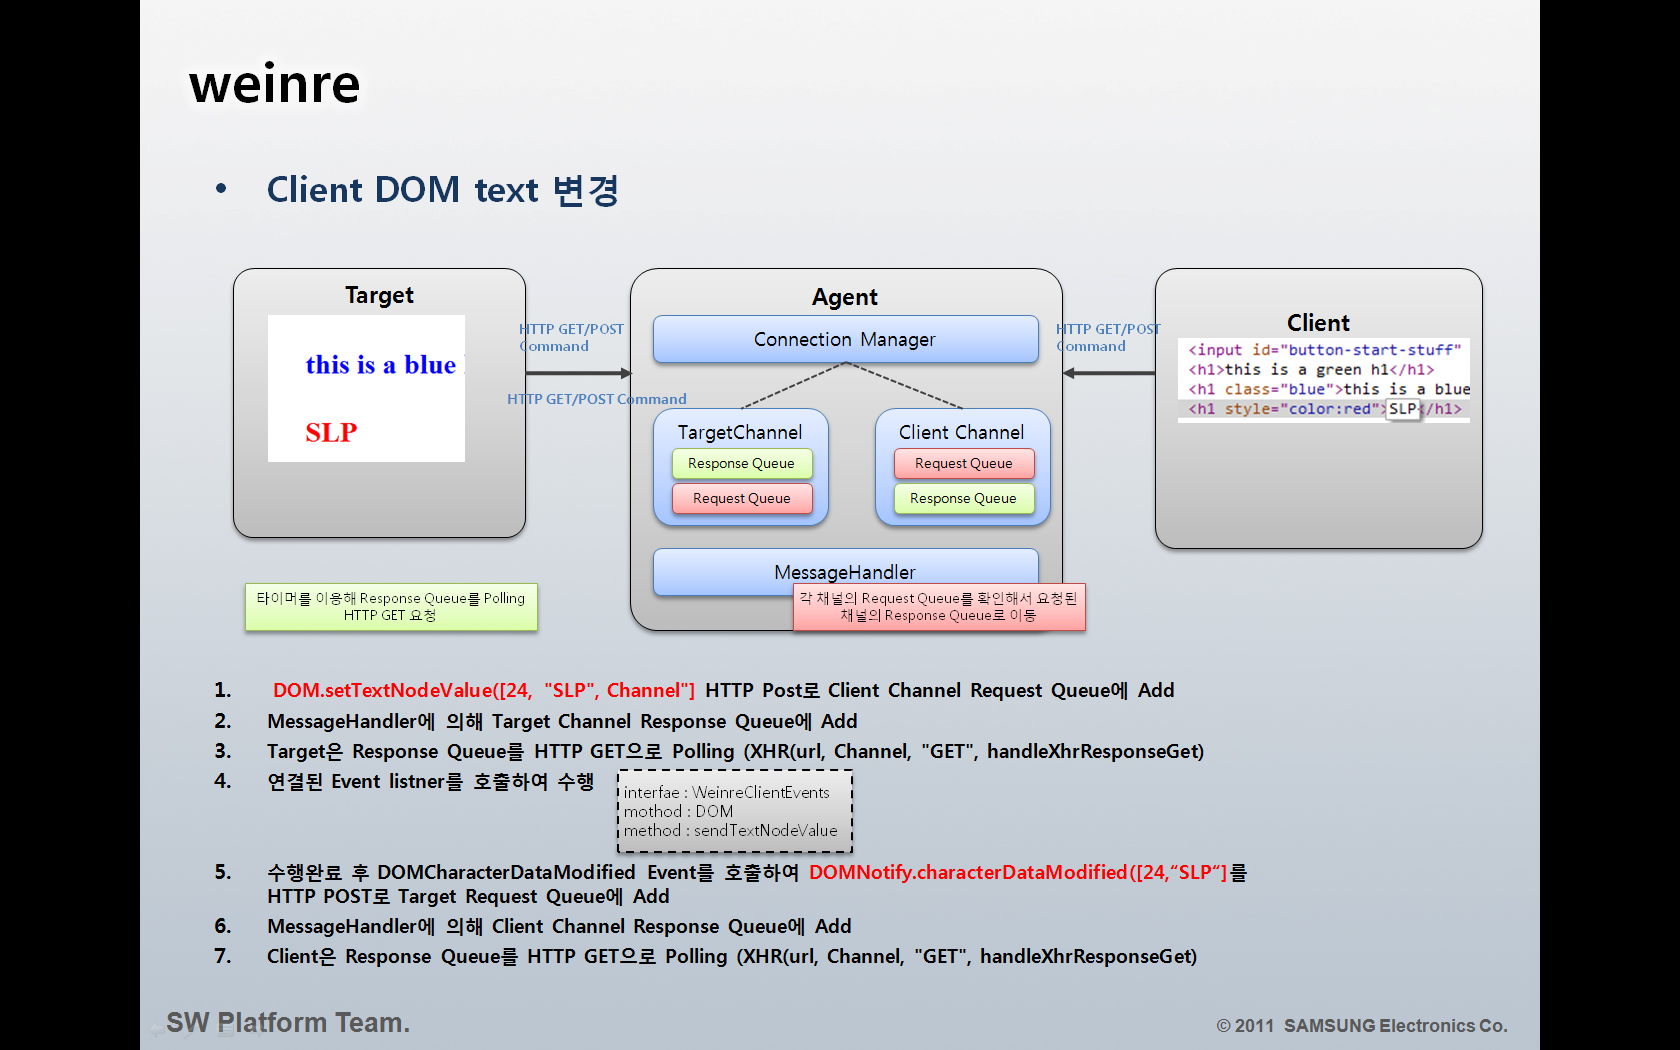 weinre
• Client DOM text 변경
Target
this is a blue
SLP
HTTP GET/POST
Command
HTTP GET/POST Command
Agent
Connection Manager
TargetChannel
Response Queue
Request Queue
Client Channel
Request Queue
Response Queue
MessageHandler
HTTP GET/POST
Command
Client
<input id="button-start-stuff"
<h1>this is a green h1</h1>
<h1 class="blue">this is a blue
<h1 style="color:red">SLP</h1>
타이머를 이용해 Response Queue를 Polling
HTTP GET 요청
각 채널의 Request Queue를 확인해서 요청된
채널의 Response Queue로 이동
1. DOM.setTextNodeValue([24, "SLP", Channel"] HTTP Post로 Client Channel Request Queue에 Add
2. MessageHandler에 의해 Target Channel Response Queue에 Add
3. Target은 Response Queue를 HTTP GET으로 Polling (XHR(url, Channel, "GET", handleXhrResponseGet)
4. 연결된 Event listner를 호출하여 수행
interfae : WeinreClientEvents
mothod : DOM
method : sendTextNodeValue
5. 수행완료 후 DOMCharacterDataModified Event를 호출하여 DOMNotify.characterDataModified([24,“SLP“]를
HTTP POST로 Target Request Queue에 Add
6. MessageHandler에 의해 Client Channel Response Queue에 Add
7. Client은 Response Queue를 HTTP GET으로 Polling (XHR(url, Channel, "GET", handleXhrResponseGet)
SW Platform Team.
© 2011 SAMSUNG Electronics Co.